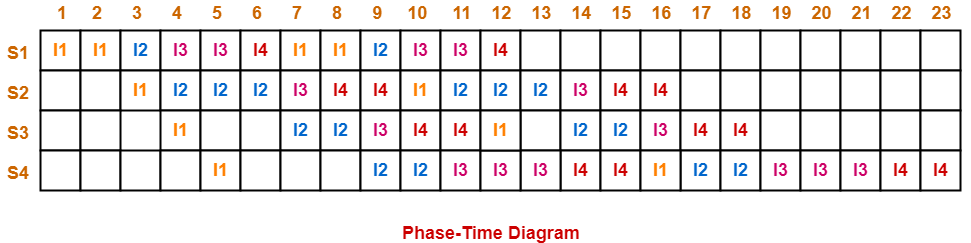 1 2 3 4 5 6 7 8 9 10 11 12 13 14 15 16 17 18 19 20 21 22 23
S1 I1 I1 I2 I3 I3 I4 I1 I1 I2 I3 I3 I4
S2 I1 I2 I2 I2 I3 I4 I4 I1 I2 I2 I2 I3 I4 I4
S3 I1 I2 I2 I3 I4 I4 I1 I2 I2 I3 I4 I4
S4 I1 I2 I2 I3 I3 I3 I4 I4 I1 I2 I2 I3 I3 I3 I4 I4
Phase-Time Diagram